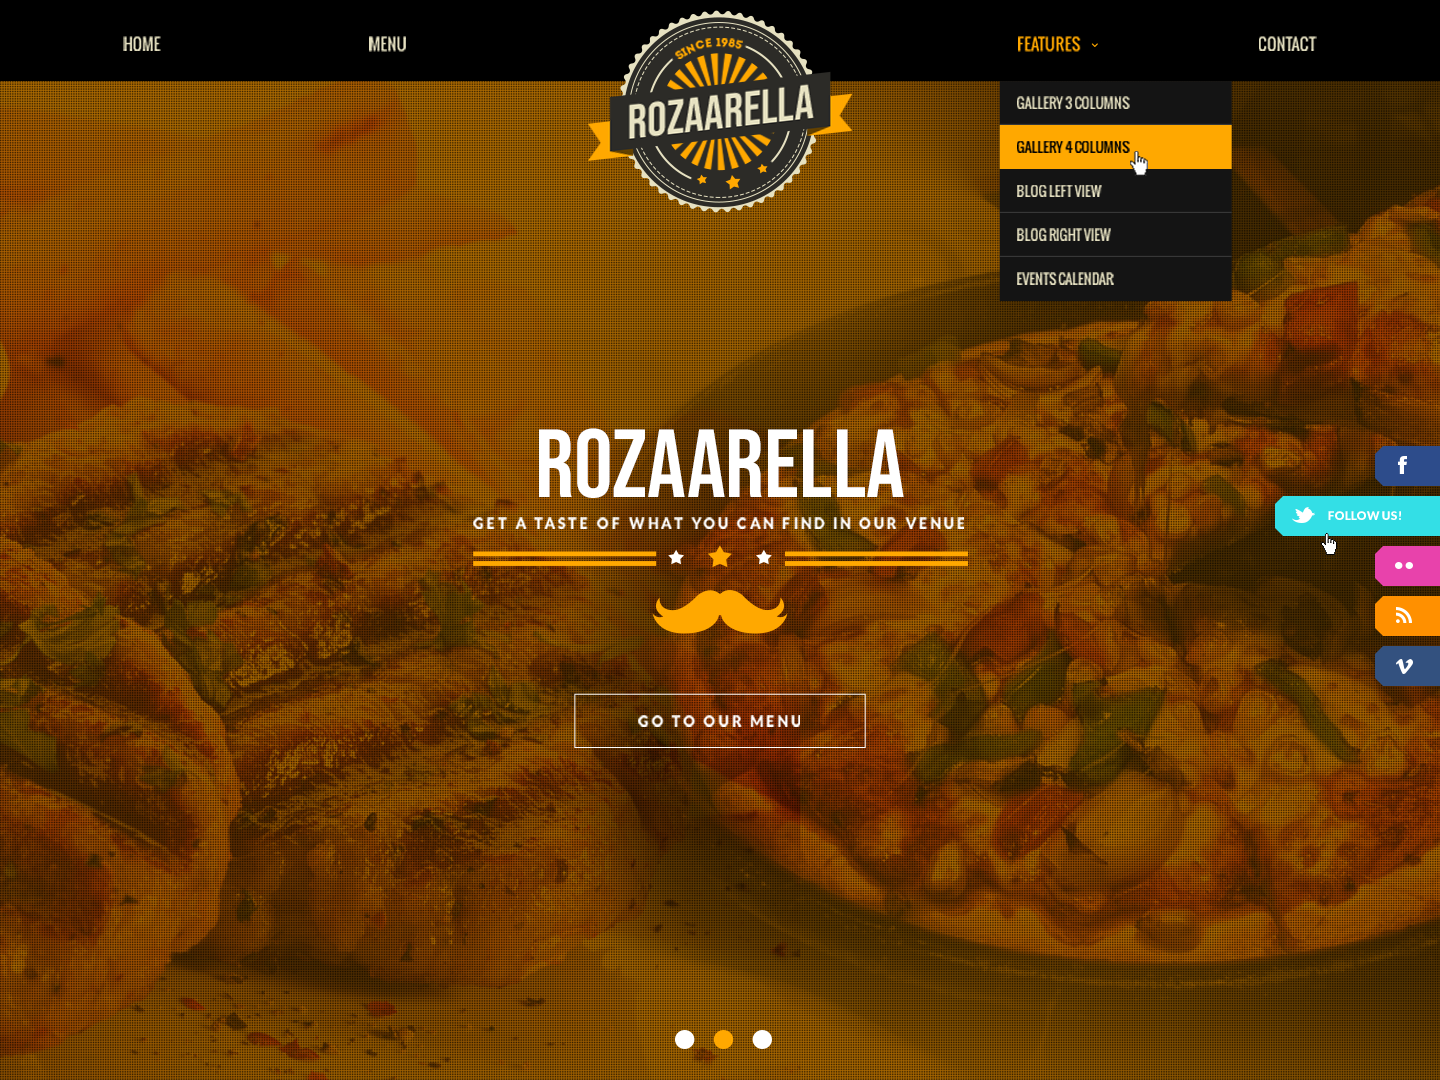 HOME
MENU
SINCE 1985
ROZAARELLA
FEATURES
CONTACT
GALLERY 3 COLUMNS
GALLERY 4 COLUMNS
BLOG LEFT VIEW
BLOG RIGHT VIEW
EVENTS CALENDAR
ROZAARELLA
GET A TASTE OF WHAT YOU CAN FIND IN OUR VENUE
FOLLOW US!
GO TO OUR MENU